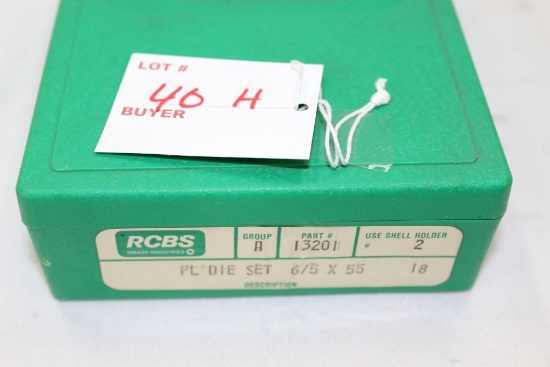 LOT #
40 H
BUYER
RCBS
GROUP PART # USE SHELL HOLDER
A 13201 # 2
FL DIE SET 6/5 X 55 18
DESCRIPTION